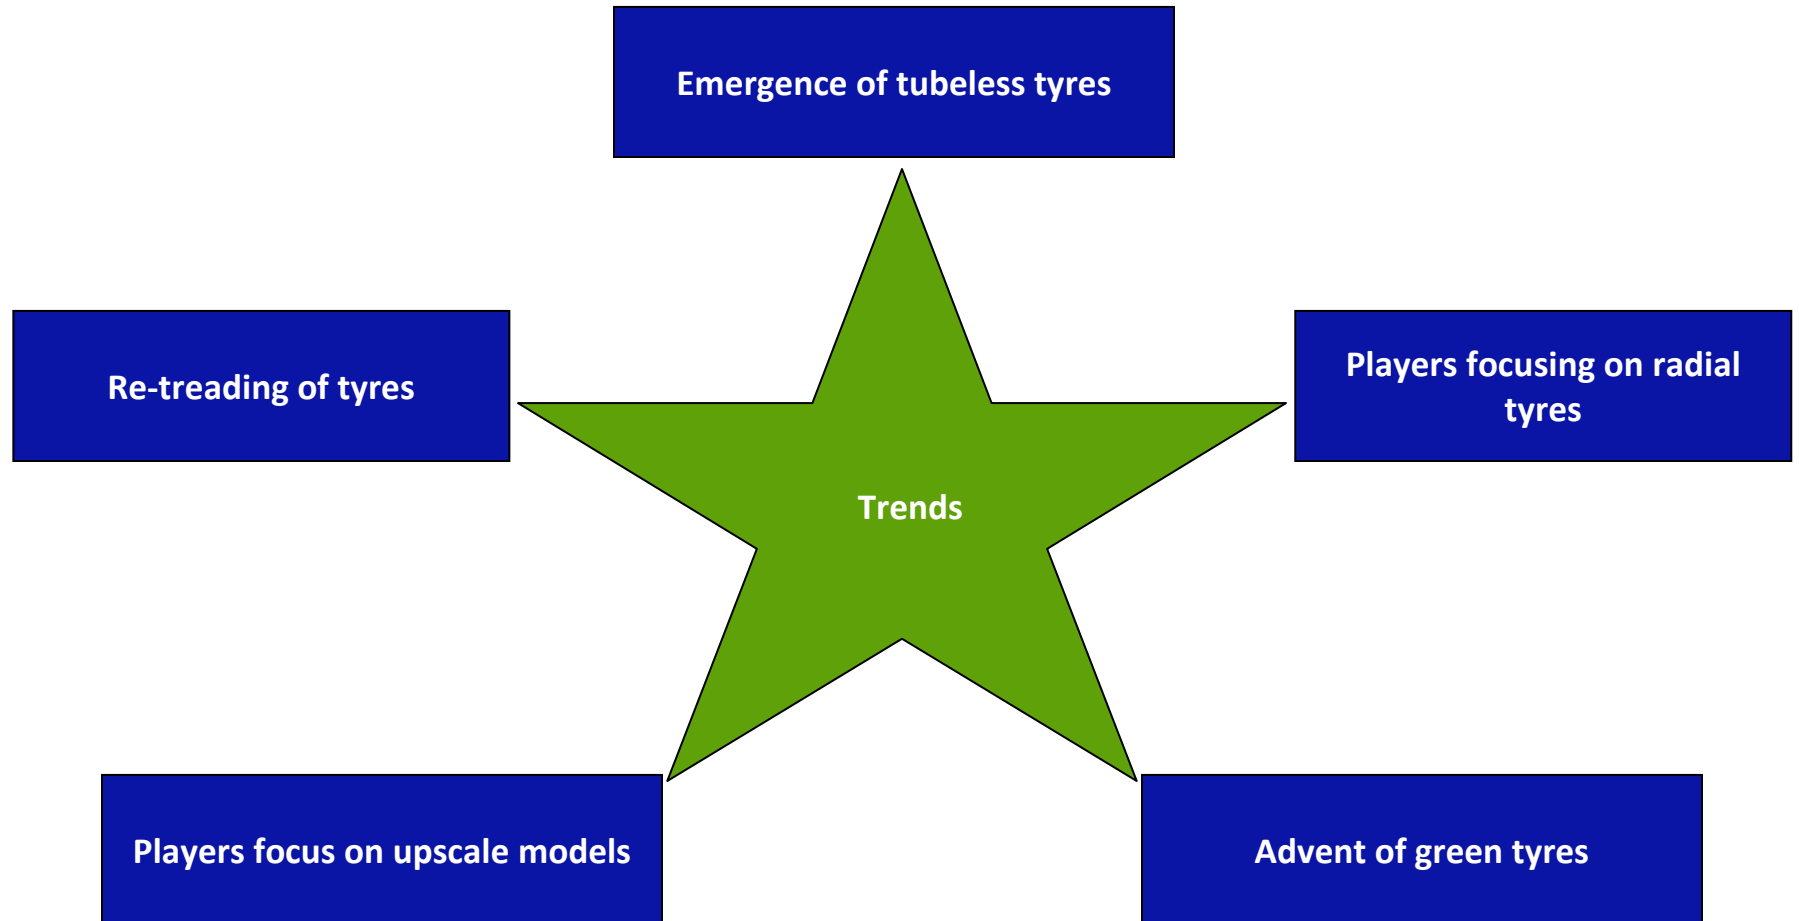 Emergence of tubeless tyres
Re-treading of tyres
Players focusing on radial
tyres
Trends
Players focus on upscale models
Advent of green tyres